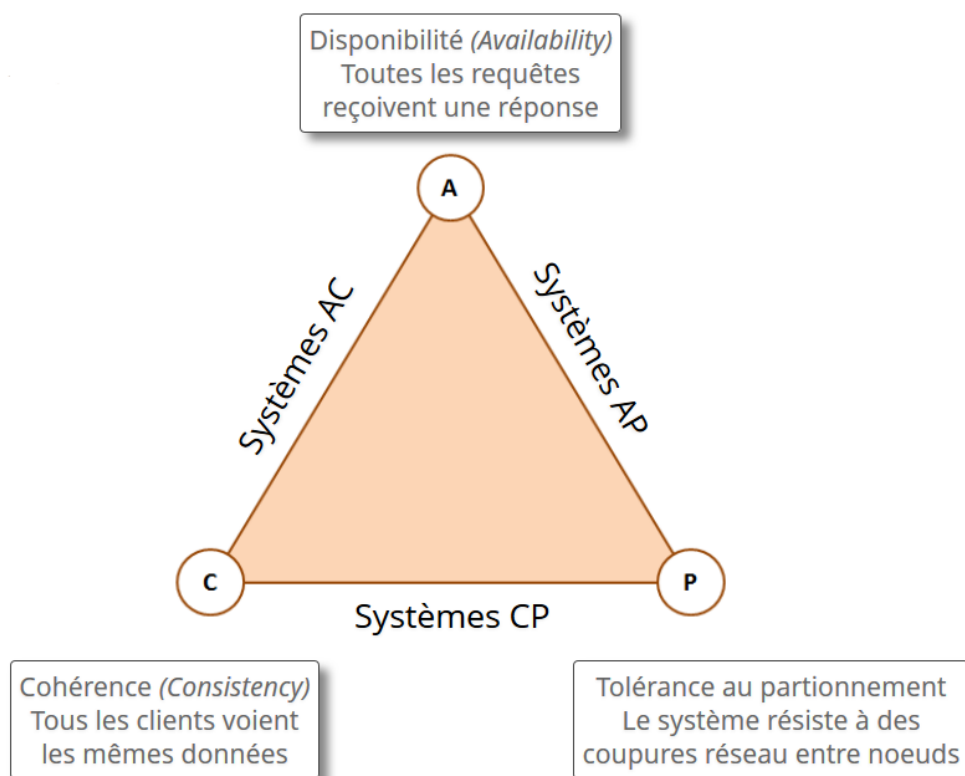 Disponibilité (Availability)
Toutes les requêtes
reçoivent une réponse
A
Systèmes AC
Systèmes AP
C
P
Systèmes CP
Cohérence (Consistency)
Tous les clients voient
les mêmes données
Tolérance au partionnement
Le système résiste à des
coupures réseau entre noeuds